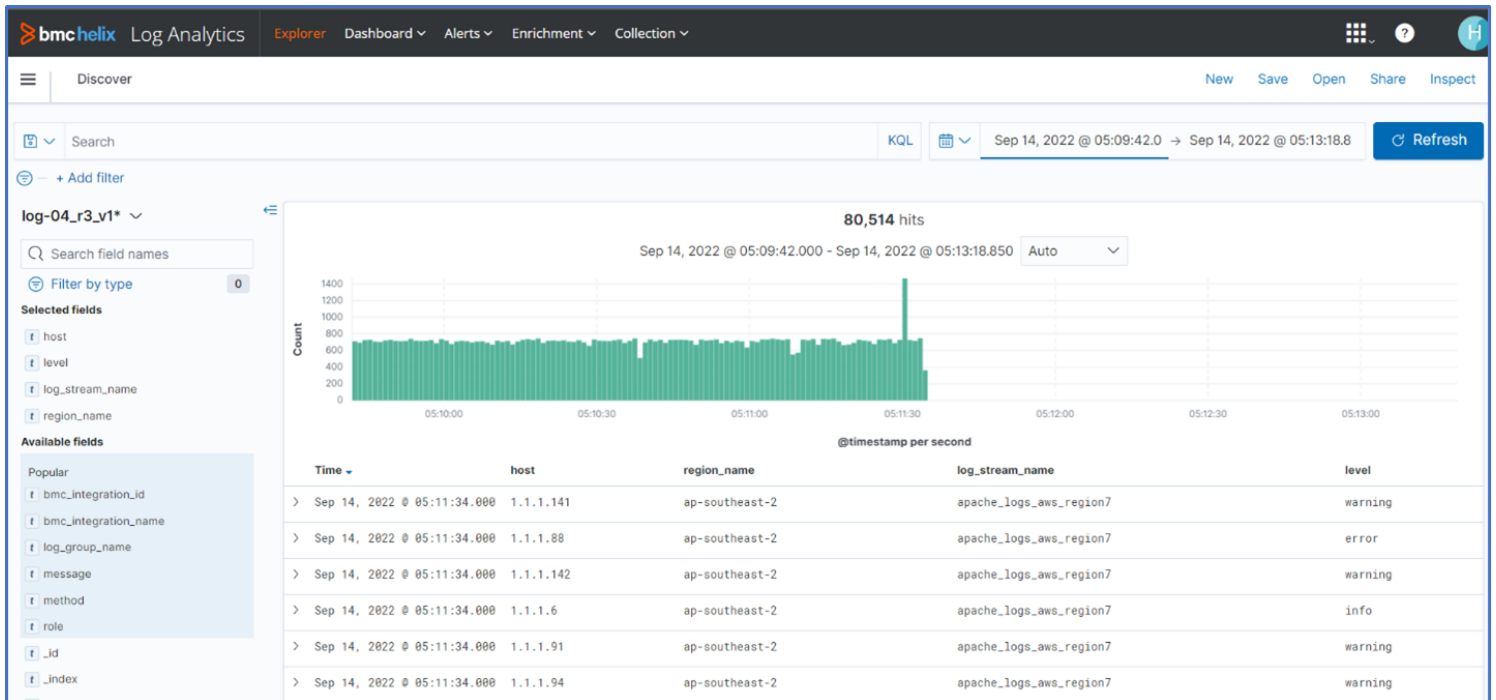 bmchelix Log Analytics Explorer Dashboard Alerts Enrichment Collection ? H
Discover New Save Open Share Inspect
Search KQL Sep 14, 2022 @ 05:09:42.0 → Sep 14, 2022 @ 05:13:18.8 Refresh
+ Add filter
log-04_r3_v1*
Search field names
Filter by type 0
Selected fields
t host
t level
t log_stream_name
t region_name
Available fields
Popular
t bmc_integration_id
t bmc_integration_name
t log_group_name
t message
t method
t role
t _id
t _index
80,514 hits
Sep 14, 2022 @ 05:09:42.000 - Sep 14, 2022 @ 05:13:18.850 Auto
Count
1400
1200
1000
800
600
400
200
0
05:10:00 05:10:30 05:11:00 05:11:30 05:12:00 05:12:30 05:13:00
@timestamp per second
Time host region_name log_stream_name level
Sep 14, 2022 @ 05:11:34.000 1.1.1.141 ap-southeast-2 apache_logs_aws_region7 warning
Sep 14, 2022 @ 05:11:34.000 1.1.1.88 ap-southeast-2 apache_logs_aws_region7 error
Sep 14, 2022 @ 05:11:34.000 1.1.1.142 ap-southeast-2 apache_logs_aws_region7 warning
Sep 14, 2022 @ 05:11:34.000 1.1.1.6 ap-southeast-2 apache_logs_aws_region7 info
Sep 14, 2022 @ 05:11:34.000 1.1.1.91 ap-southeast-2 apache_logs_aws_region7 warning
Sep 14, 2022 @ 05:11:34.000 1.1.1.94 ap-southeast-2 apache_logs_aws_region7 warning